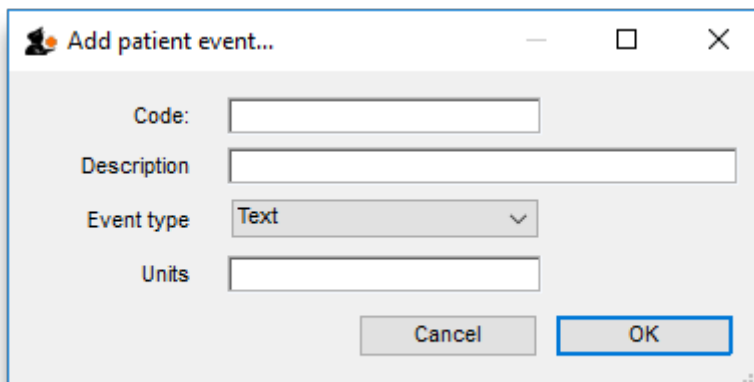 Add patient event...
Code:
Description
Event type Text
Units
Cancel OK